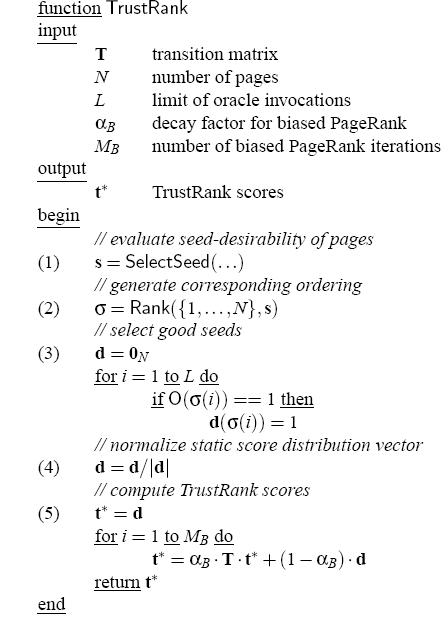 function TrustRank
input
T transition matrix
N number of pages
L limit of oracle invocations
α_B decay factor for biased PageRank
M_B number of biased PageRank iterations
output
t* TrustRank scores
begin
// evaluate seed-desirability of pages
(1) s = SelectSeed(…)
// generate corresponding ordering
(2) σ = Rank({1,…,N},s)
// select good seeds
(3) d = 0_N
for i = 1 to L do
if O(σ(i)) == 1 then
d(σ(i)) = 1
// normalize static score distribution vector
(4) d = d/|d|
// compute TrustRank scores
(5) t* = d
for i = 1 to M_B do
t* = α_B · T · t* + (1 − α_B) · d
return t*
end